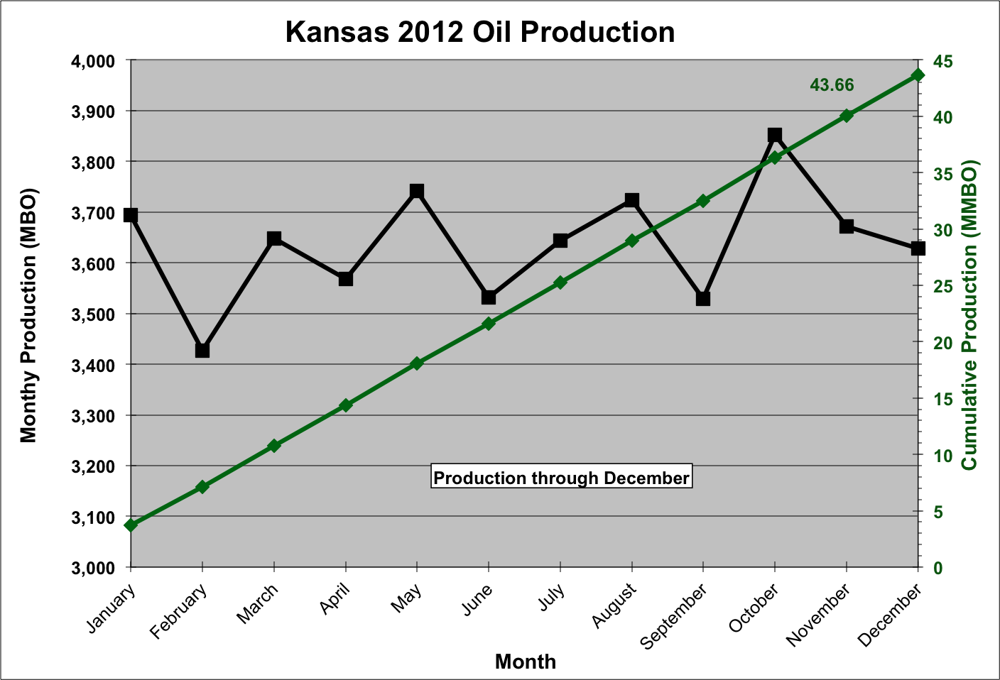 Kansas 2012 Oil Production
4,000
3,900
3,800
3,700
3,600
3,500
3,400
3,300
3,200
3,100
3,000
Monthy Production (MBO)
43.66
Production through December
45
40
35
30
25
20
15
10
5
0
Cumulative Production (MMBO)
January
February
March
April
May
June
July
August
September
October
November
December
Month